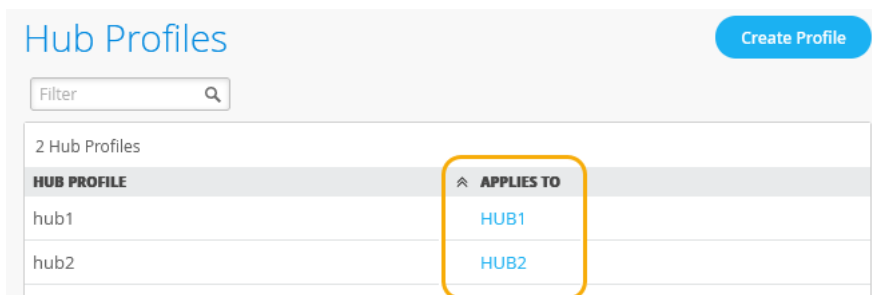 Hub Profiles
Create Profile
Filter
2 Hub Profiles
HUB PROFILE APPLIES TO
hub1 HUB1
hub2 HUB2